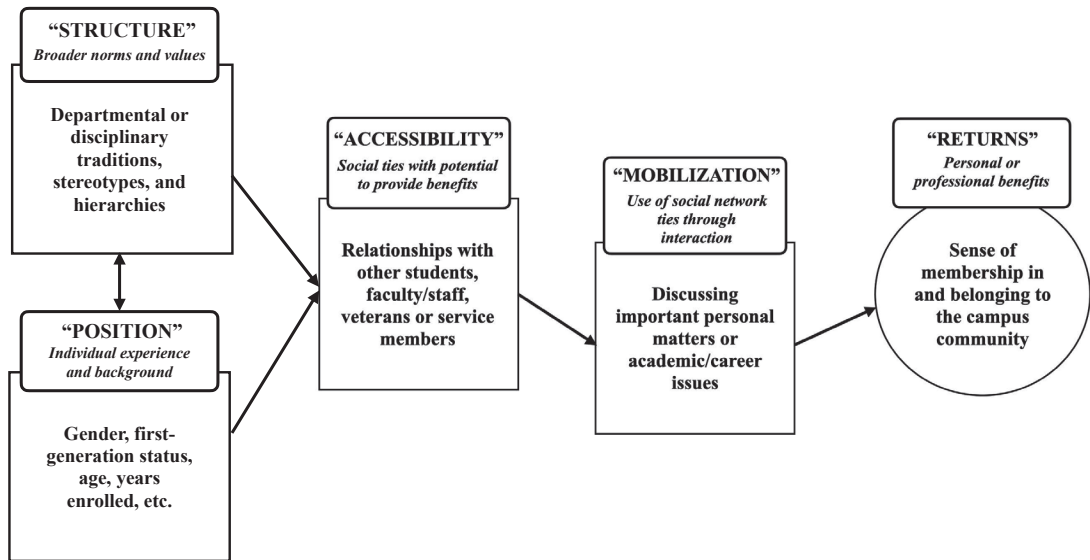 “STRUCTURE”
Broader norms and values
Departmental or
disciplinary
traditions,
stereotypes, and
hierarchies
“POSITION”
Individual experience
and background
Gender, first-
generation status,
age, years
enrolled, etc.
“ACCESSIBILITY”
Social ties with potential
to provide benefits
Relationships with
other students,
faculty/staff,
veterans or service
members
“MOBILIZATION”
Use of social network
ties through
interaction
Discussing
important personal
matters or
academic/career
issues
“RETURNS”
Personal or
professional benefits
Sense of
membership in
and belonging to
the campus
community